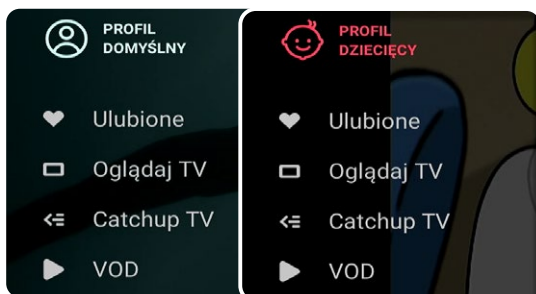 PROFIL
DOMYŚLNY
Ulubione
Oglądaj TV
Catchup TV
VOD
PROFIL
DZIECIĘCY
Ulubione
Oglądaj TV
Catchup TV
VOD